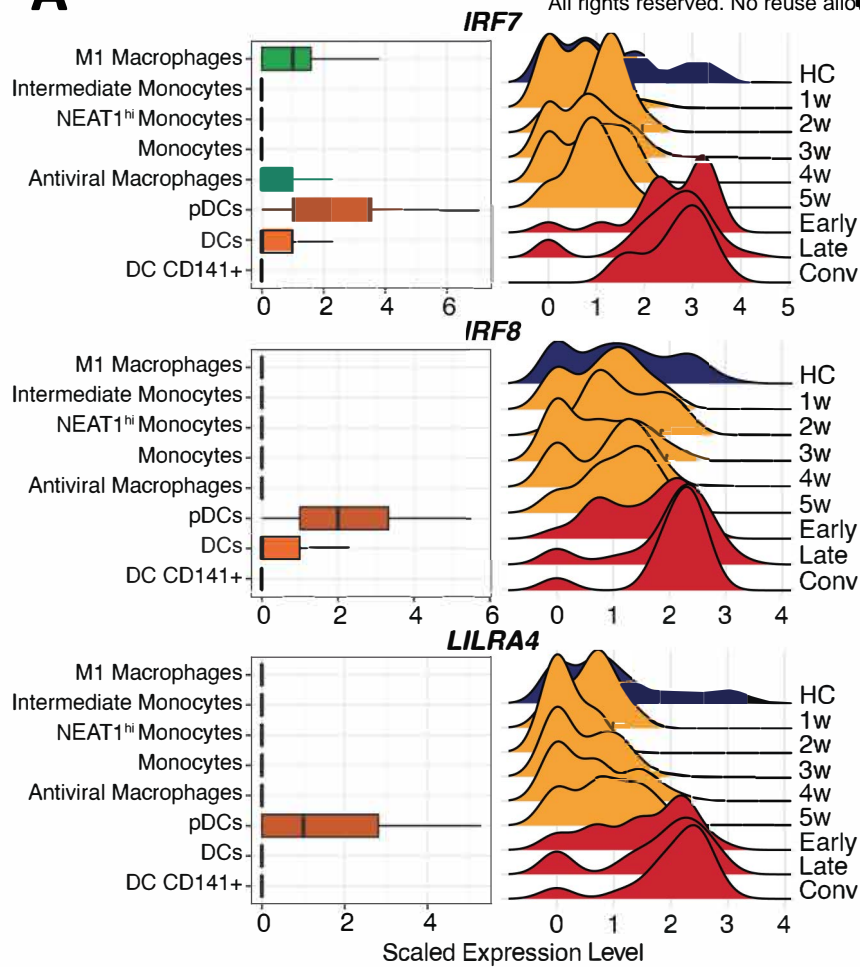 A
All rights reserved. No reuse allo
IRF7
M1 Macrophages
Intermediate Monocytes
NEAT1hi Monocytes
Monocytes
Antiviral Macrophages
pDCs
DCs
DC CD141+
0 2 4 6
HC
1w
2w
3w
4w
5w
Early
Late
Conv
0 1 2 3 4 5
IRF8
M1 Macrophages
Intermediate Monocytes
NEAT1hi Monocytes
Monocytes
Antiviral Macrophages
pDCs
DCs
DC CD141+
0 2 4 6
HC
1w
2w
3w
4w
5w
Early
Late
Conv
0 1 2 3 4
LILRA4
M1 Macrophages
Intermediate Monocytes
NEAT1hi Monocytes
Monocytes
Antiviral Macrophages
pDCs
DCs
DC CD141+
0 2 4
HC
1w
2w
3w
4w
5w
Early
Late
Conv
0 1 2 3 4
Scaled Expression Level